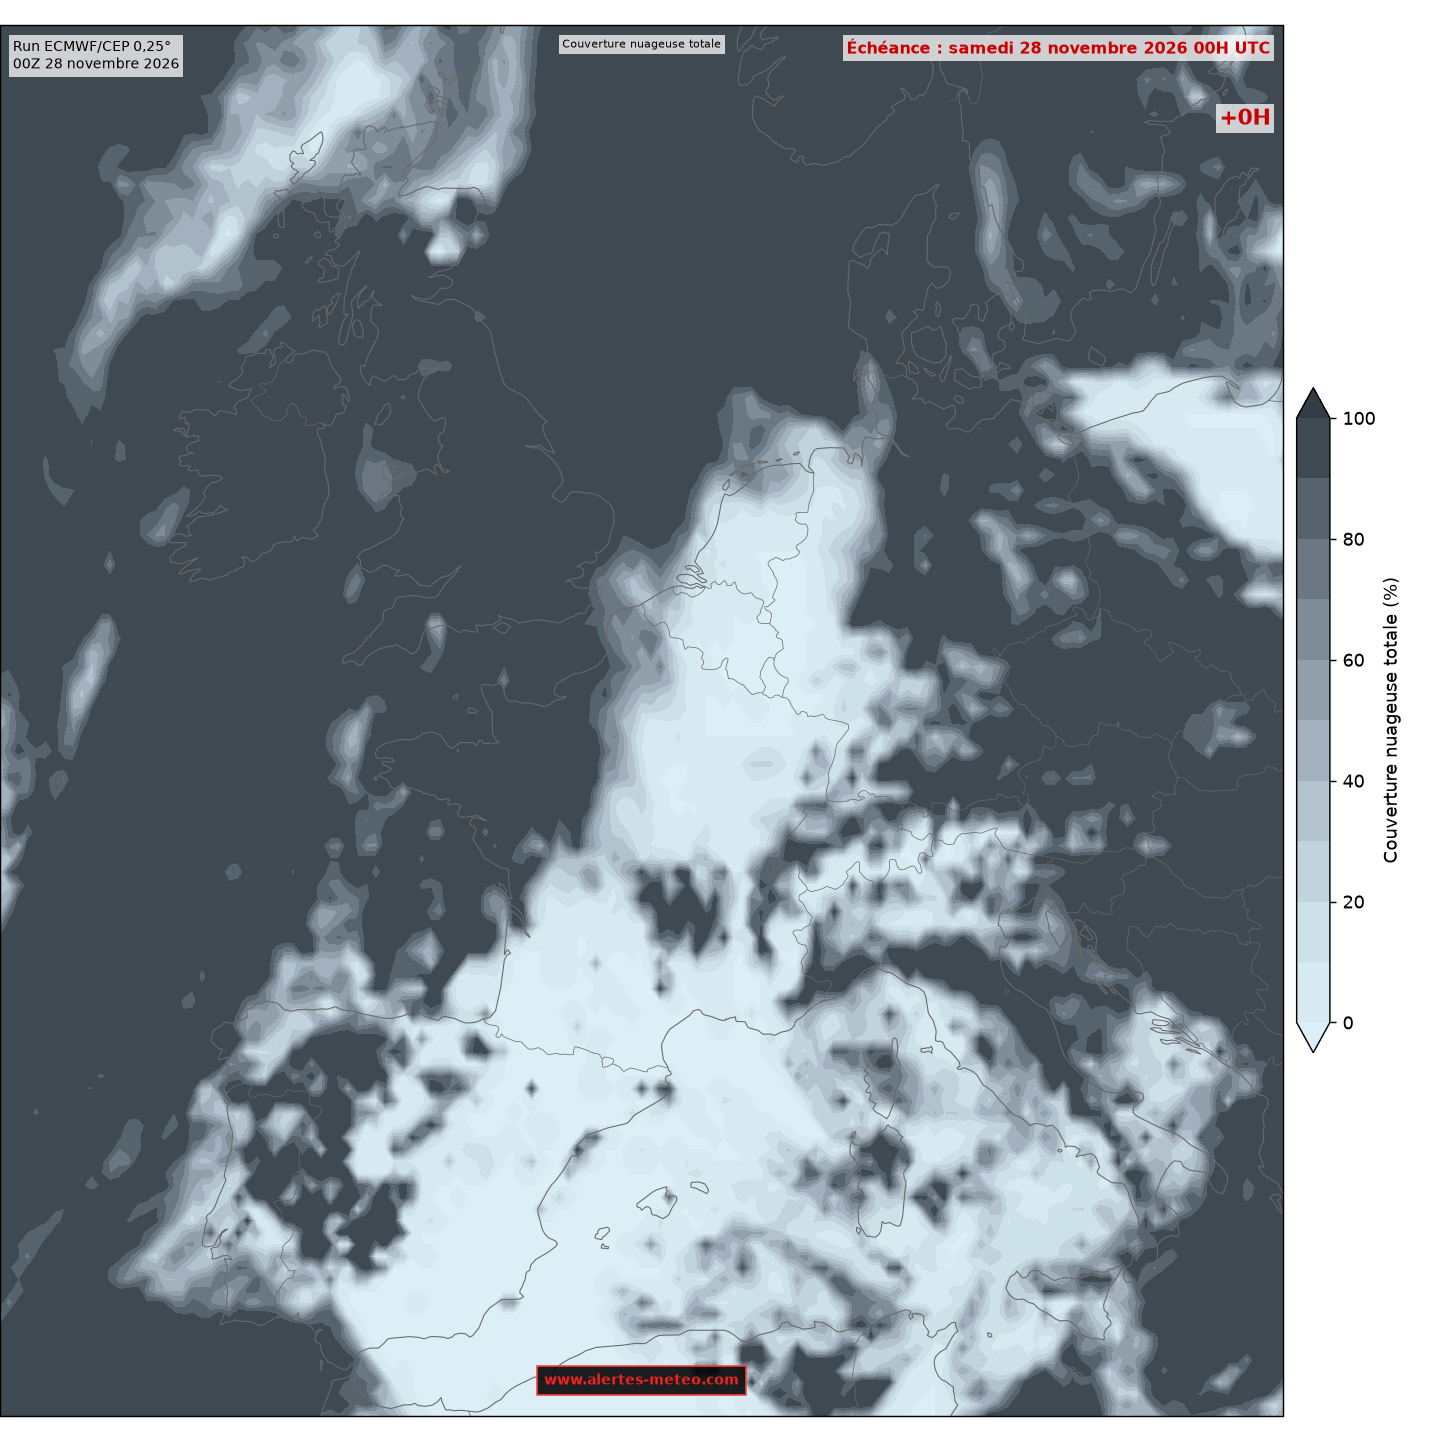 Run ECMWF/CEP 0,25°
00Z 28 novembre 2026
Couverture nuageuse totale
Échéance : samedi 28 novembre 2026 00H UTC
+0H
100
80
60
40
20
0
Couverture nuageuse totale (%)
www.alertes-meteo.com